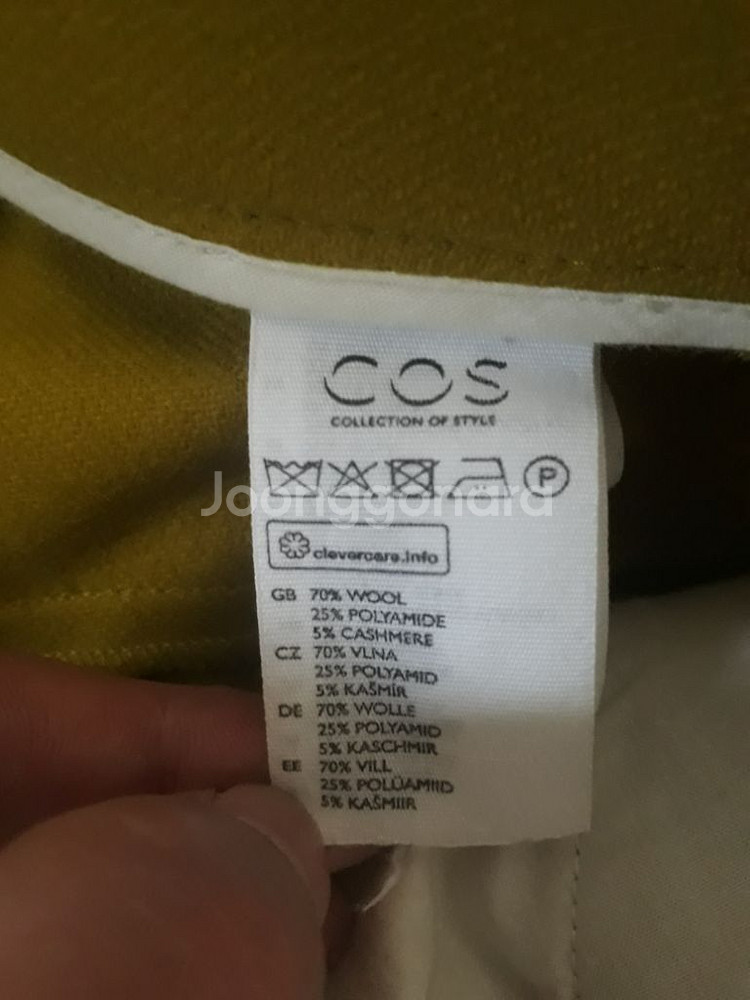 COS
COLLECTION OF STYLE
P
Joonggonara
clevercare.info
GB 70% WOOL
25% POLYAMIDE
5% CASHMERE
CZ 70% VLNA
25% POLYAMID
5% KAŠMÍR
DE 70% WOLLE
25% POLYAMID
5% KASCHMIR
EE 70% VILL
25% POLÜAMIID
5% KAŠMIIR